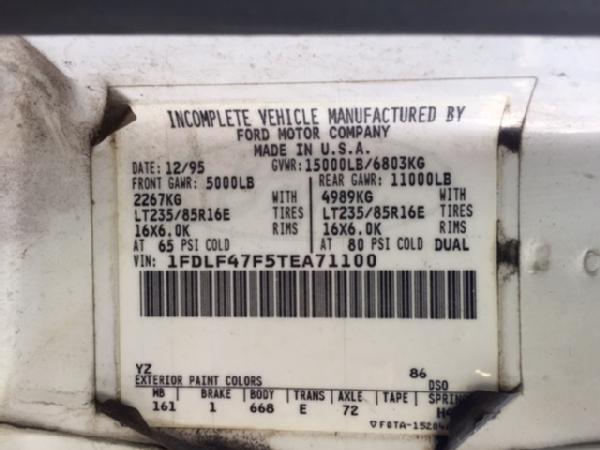 INCOMPLETE VEHICLE MANUFACTURED BY
FORD MOTOR COMPANY
MADE IN U.S.A.
DATE: 12/95 GVWR: 15000LB/6803KG
FRONT GAWR: 5000LB REAR GAWR: 11000LB
2267KG WITH 4989KG WITH
LT235/85R16E TIRES LT235/85R16E TIRES
16X6.0K RIMS 16X6.0K RIMS
AT 65 PSI COLD AT 80 PSI COLD DUAL
VIN: 1FDLF47F5TEA71100
YZ 86
EXTERIOR PAINT COLORS DSO
WB BRAKE BODY TRANS AXLE TAPE SPRING
161 1 668 E 72